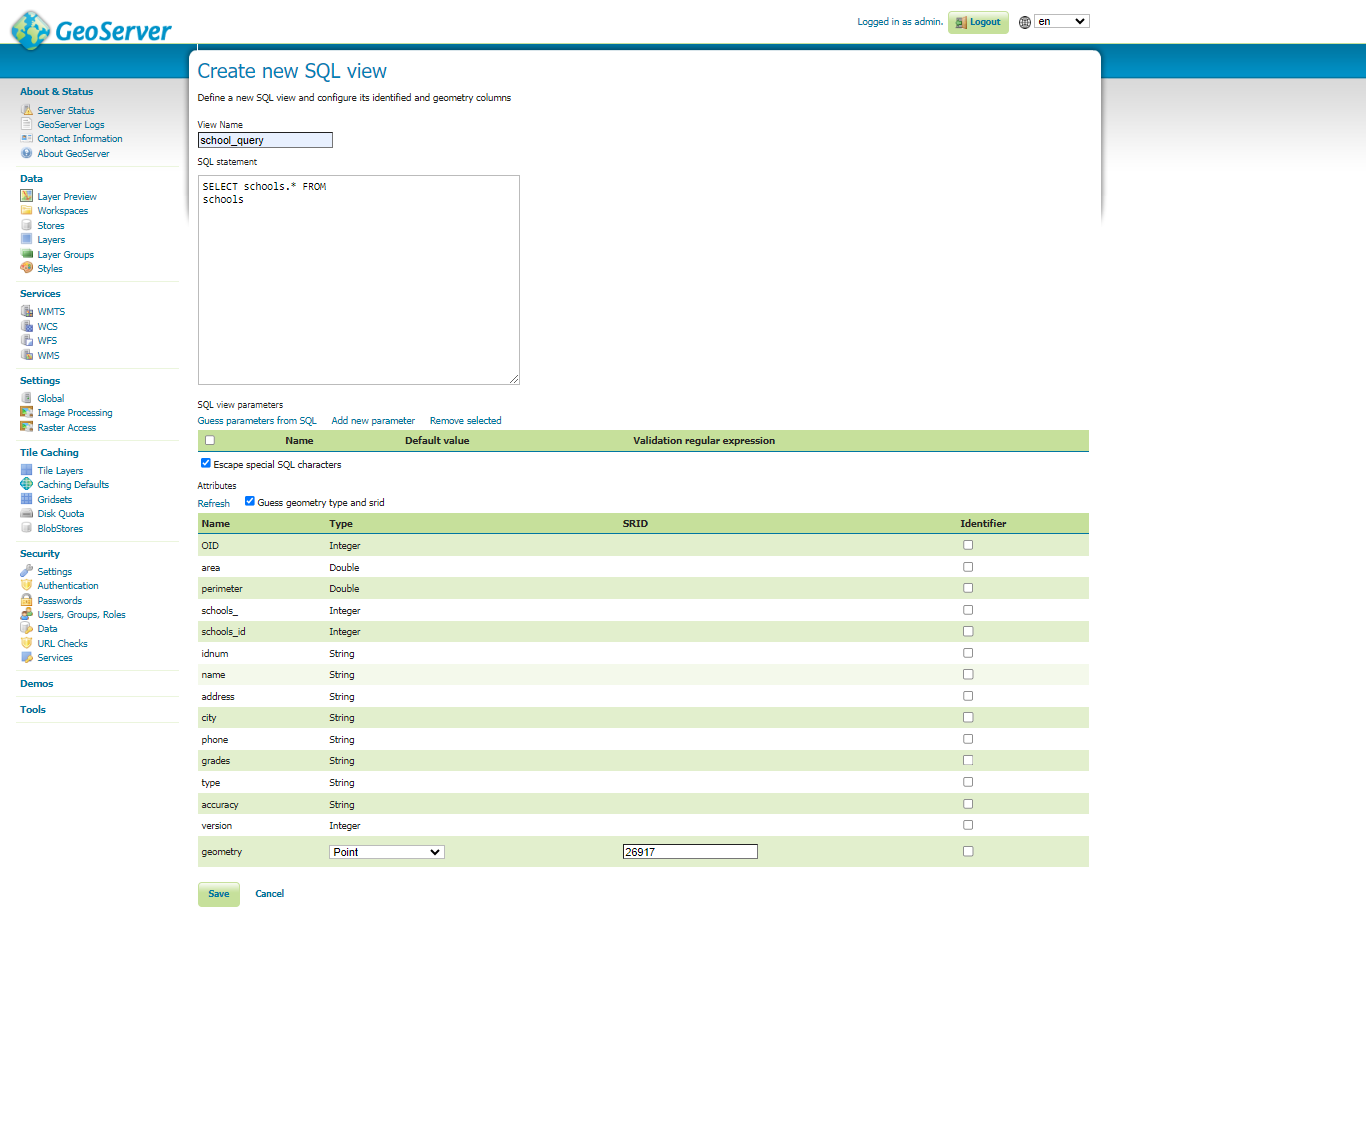 GeoServer
Logged in as admin. Logout en
Create new SQL view
Define a new SQL view and configure its identified and geometry columns
View Name
school_query
SQL statement
SELECT schools.* FROM
schools
SQL view parameters
Guess parameters from SQL Add new parameter Remove selected
Name Default value Validation regular expression
Escape special SQL characters
Attributes
Refresh Guess geometry type and srid
Name Type SRID Identifier
OID Integer
area Double
perimeter Double
schools_ Integer
schools_id Integer
idnum String
name String
address String
city String
phone String
grades String
type String
accuracy String
version Integer
geometry Point 26917
Save Cancel
About & Status
Server Status
GeoServer Logs
Contact Information
About GeoServer
Data
Layer Preview
Workspaces
Stores
Layers
Layer Groups
Styles
Services
WMTS
WCS
WFS
WMS
Settings
Global
Image Processing
Raster Access
Tile Caching
Tile Layers
Caching Defaults
Gridsets
Disk Quota
BlobStores
Security
Settings
Authentication
Passwords
Users, Groups, Roles
Data
URL Checks
Services
Demos
Tools